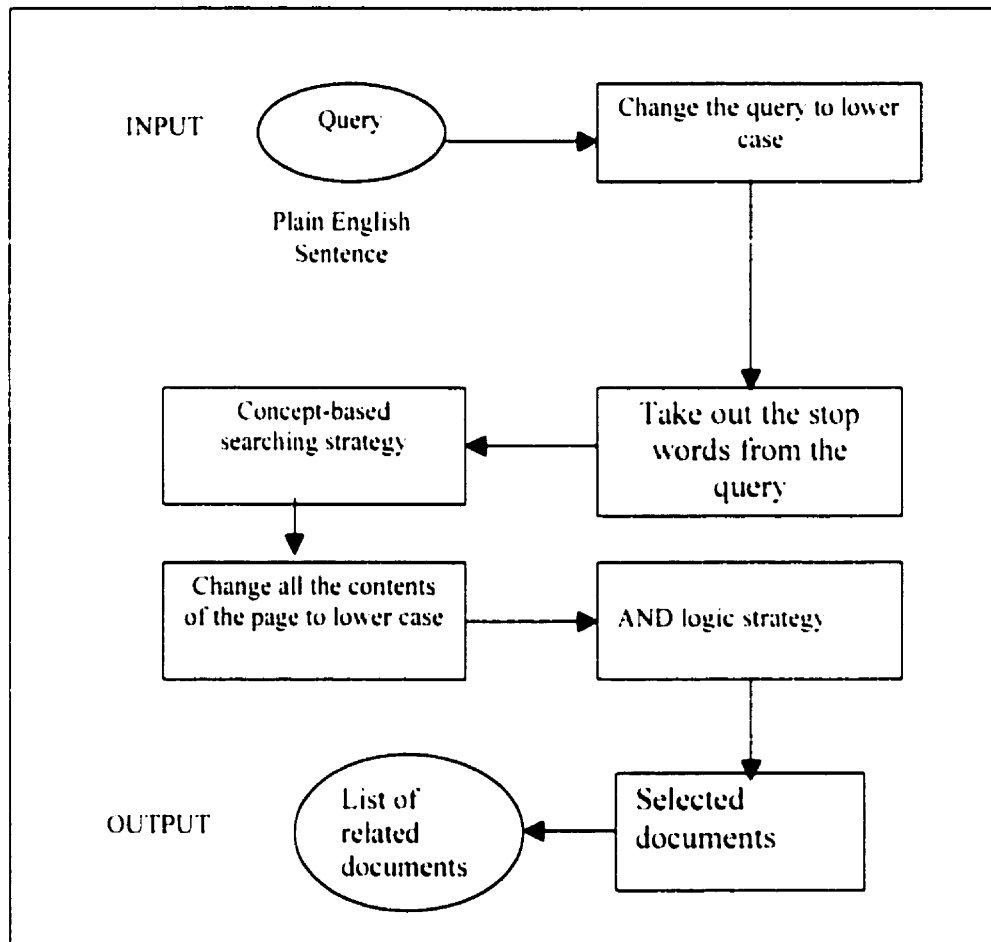 INPUT
Query
Change the query to lower
case
Plain English
Sentence
Concept-based
searching strategy
Take out the stop
words from the
query
Change all the contents
of the page to lower case
AND logic strategy
OUTPUT
List of
related
documents
Selected
documents